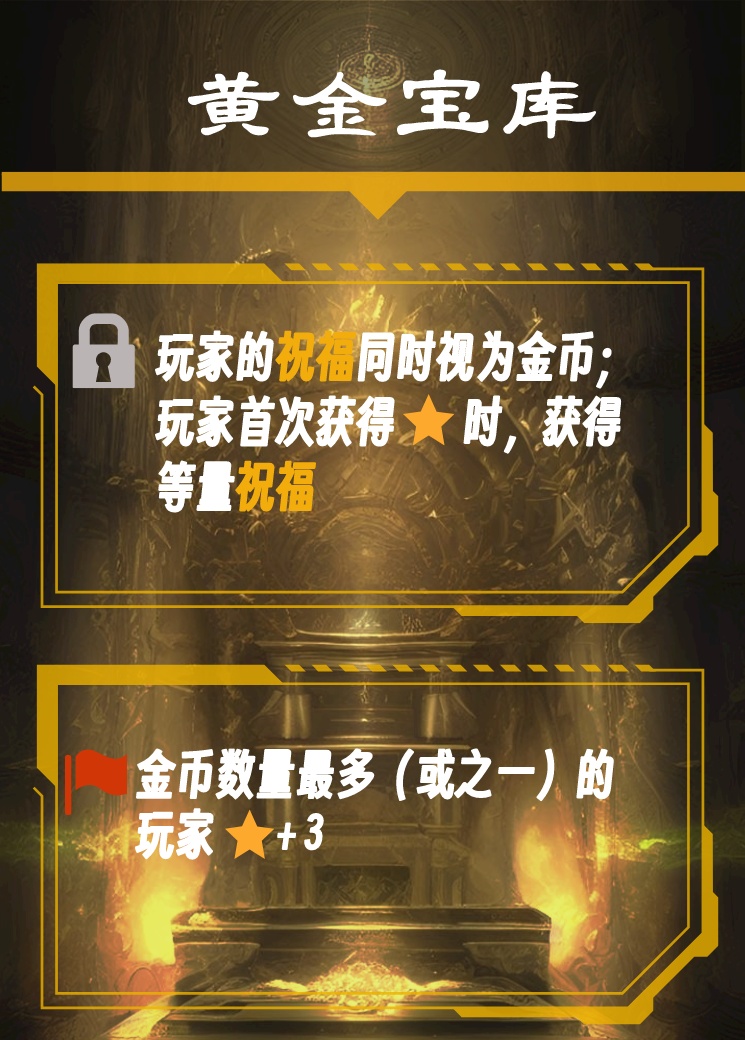 黄金宝库
玩家的祝福同时视为金币；
玩家首次获得★时，获得
等量祝福
金币数量最多（或之一）的
玩家★+3